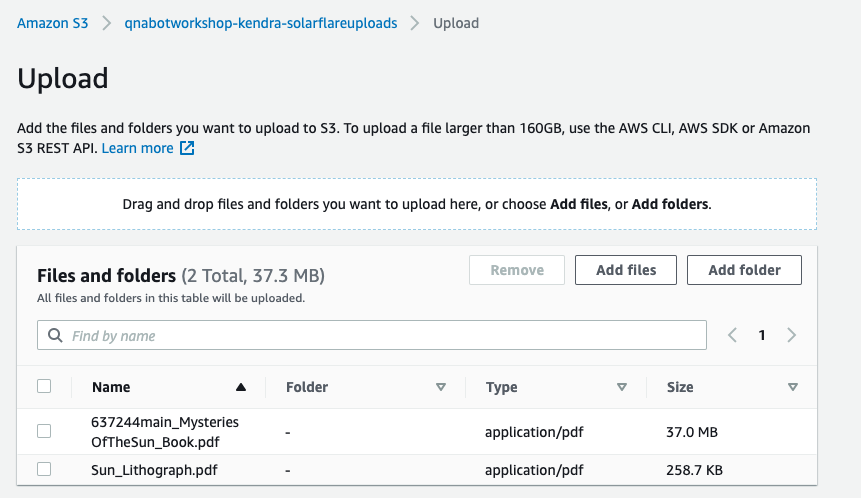 Amazon S3 > qnabotworkshop-kendra-solarflareuploads > Upload
Upload
Add the files and folders you want to upload to S3. To upload a file larger than 160GB, use the AWS CLI, AWS SDK or Amazon
S3 REST API. Learn more
Drag and drop files and folders you want to upload here, or choose Add files, or Add folders.
Files and folders (2 Total, 37.3 MB)
Remove Add files Add folder
All files and folders in this table will be uploaded.
Find by name
1
Name Folder Type Size
637244main_Mysteries
OfTheSun_Book.pdf - application/pdf 37.0 MB
Sun_Lithograph.pdf - application/pdf 258.7 KB